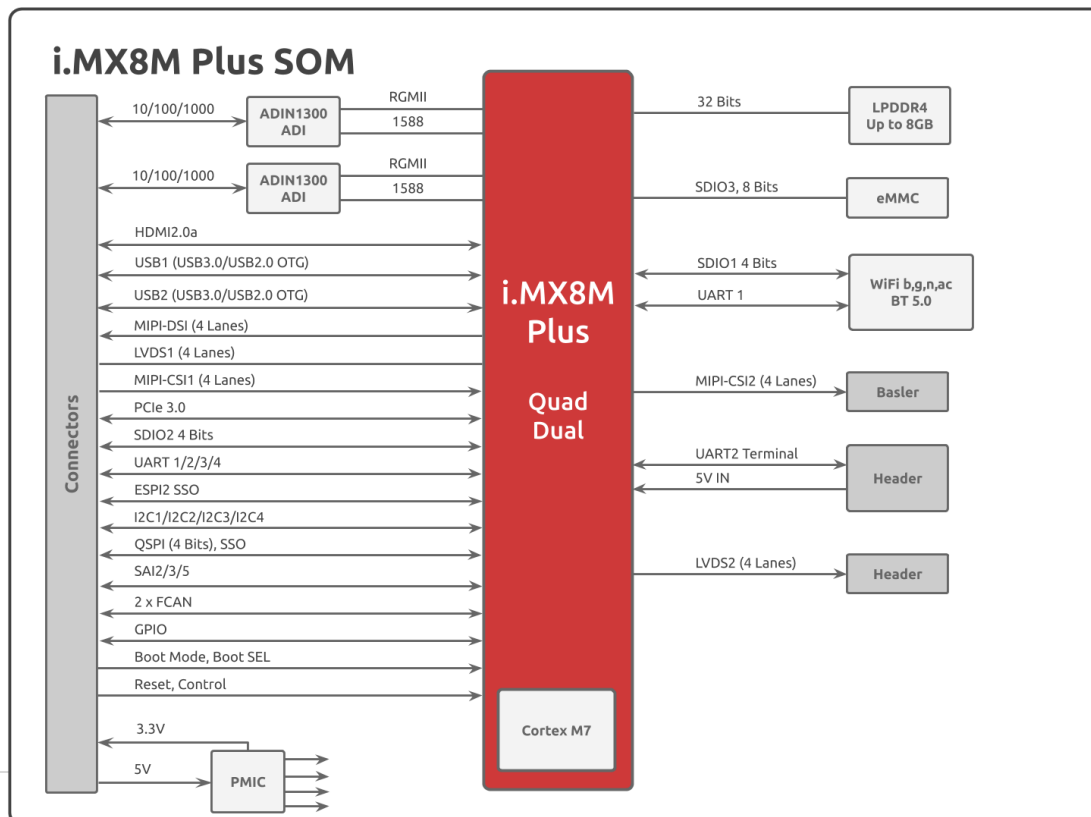 i.MX8M Plus SOM
Connectors
10/100/1000
ADIN1300
ADI
RGMII
1588
10/100/1000
ADIN1300
ADI
RGMII
1588
HDMI2.0a
USB1 (USB3.0/USB2.0 OTG)
USB2 (USB3.0/USB2.0 OTG)
MIPI-DSI (4 Lanes)
LVDS1 (4 Lanes)
MIPI-CSI1 (4 Lanes)
PCIe 3.0
SDIO2 4 Bits
UART 1/2/3/4
ESPI2 SSO
I2C1/I2C2/I2C3/I2C4
QSPI (4 Bits), SSO
SAI2/3/5
2 x FCAN
GPIO
Boot Mode, Boot SEL
Reset, Control
3.3V
5V
PMIC
i.MX8M
Plus
Quad
Dual
Cortex M7
32 Bits
LPDDR4
Up to 8GB
SDIO3, 8 Bits
eMMC
SDIO1 4 Bits
UART 1
WiFi b,g,n,ac
BT 5.0
MIPI-CSI2 (4 Lanes)
Basler
UART2 Terminal
5V IN
Header
LVDS2 (4 Lanes)
Header